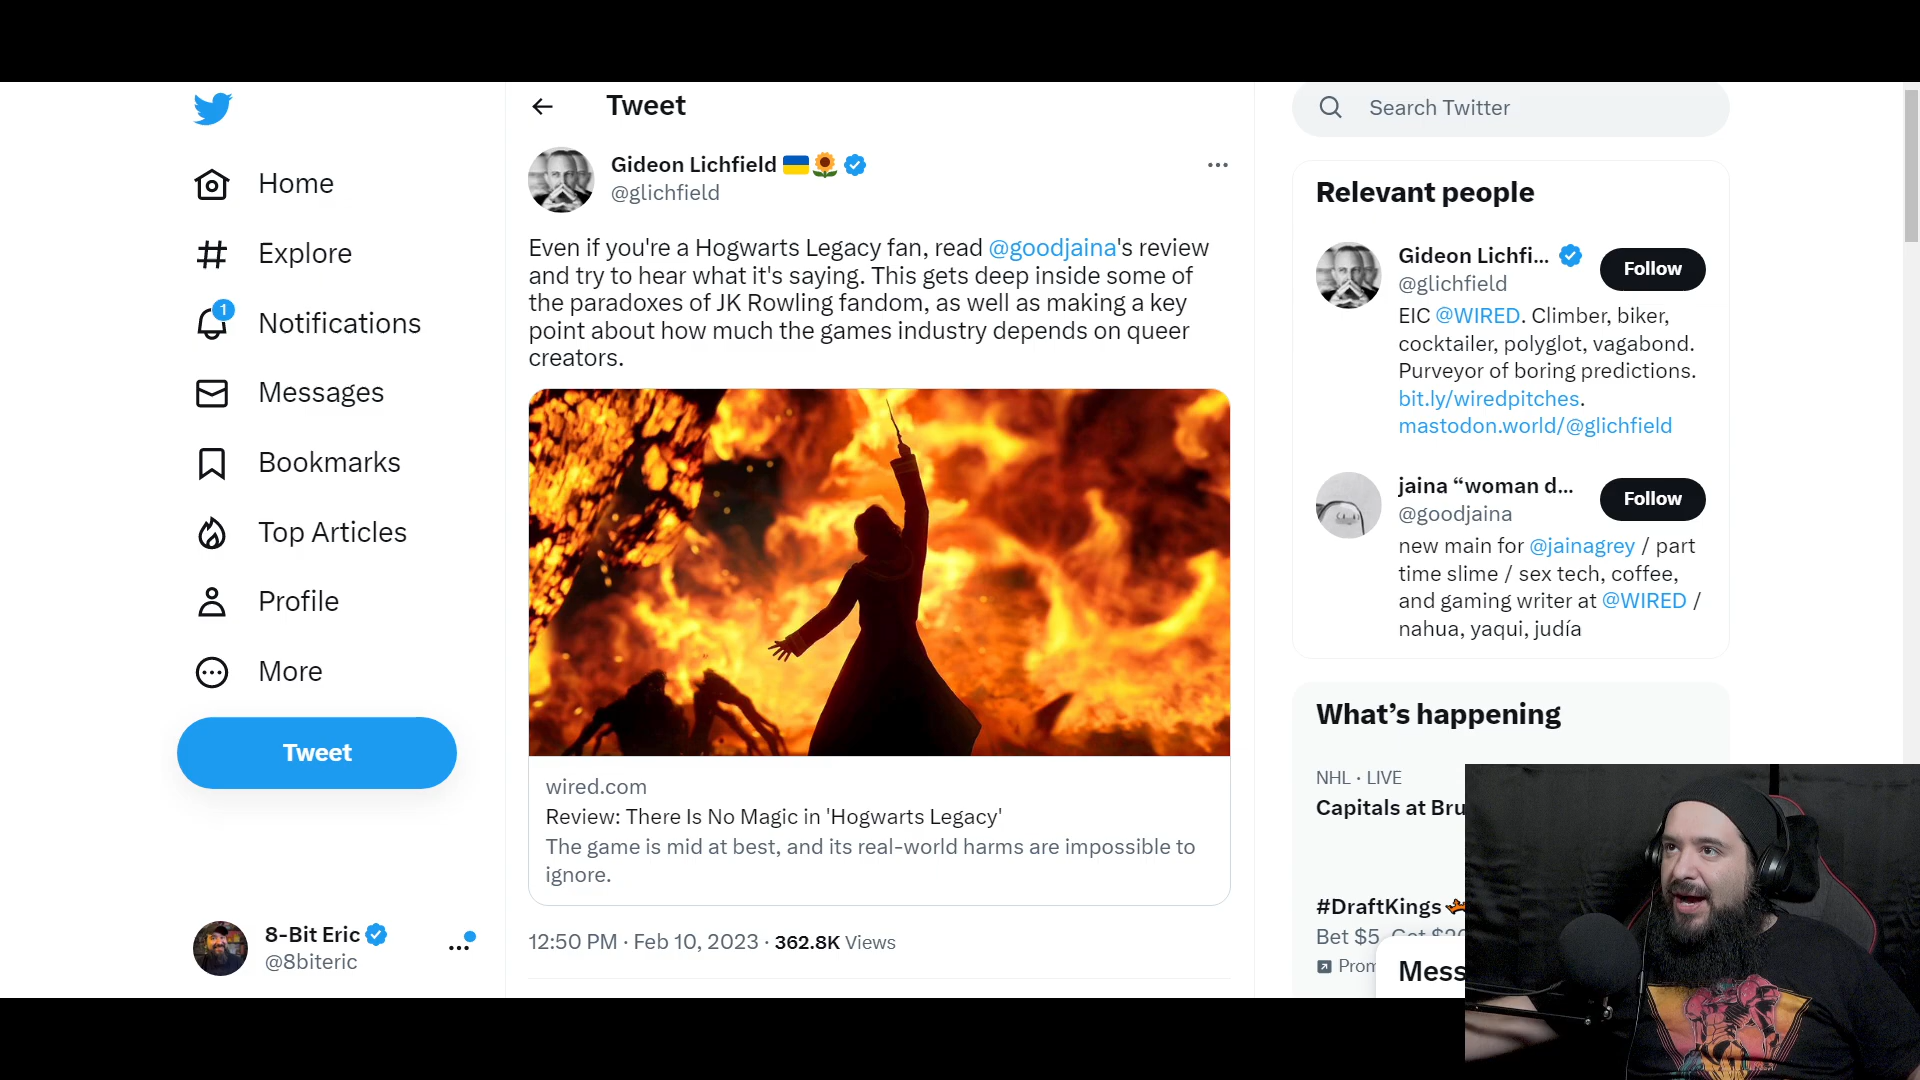 Home
Explore
1
Notifications
Messages
Bookmarks
Top Articles
Profile
More
Tweet
8-Bit Eric
@8biteric
Tweet
Gideon Lichfield
@glichfield
Even if you're a Hogwarts Legacy fan, read @goodjaina's review
and try to hear what it's saying. This gets deep inside some of
the paradoxes of JK Rowling fandom, as well as making a key
point about how much the games industry depends on queer
creators.
wired.com
Review: There Is No Magic in 'Hogwarts Legacy'
The game is mid at best, and its real-world harms are impossible to
ignore.
12:50 PM · Feb 10, 2023 · 362.8K Views
Search Twitter
Relevant people
Gideon Lichfi...
@glichfield
Follow
EIC @WIRED. Climber, biker,
cocktailer, polyglot, vagabond.
Purveyor of boring predictions.
bit.ly/wiredpitches.
mastodon.world/@glichfield
jaina “woman d...
@goodjaina
Follow
new main for @jainagrey / part
time slime / sex tech, coffee,
and gaming writer at @WIRED /
nahua, yaqui, judía
What’s happening
NHL · LIVE
Capitals at Bru
#DraftKings
Bet $5
Prom
Mess